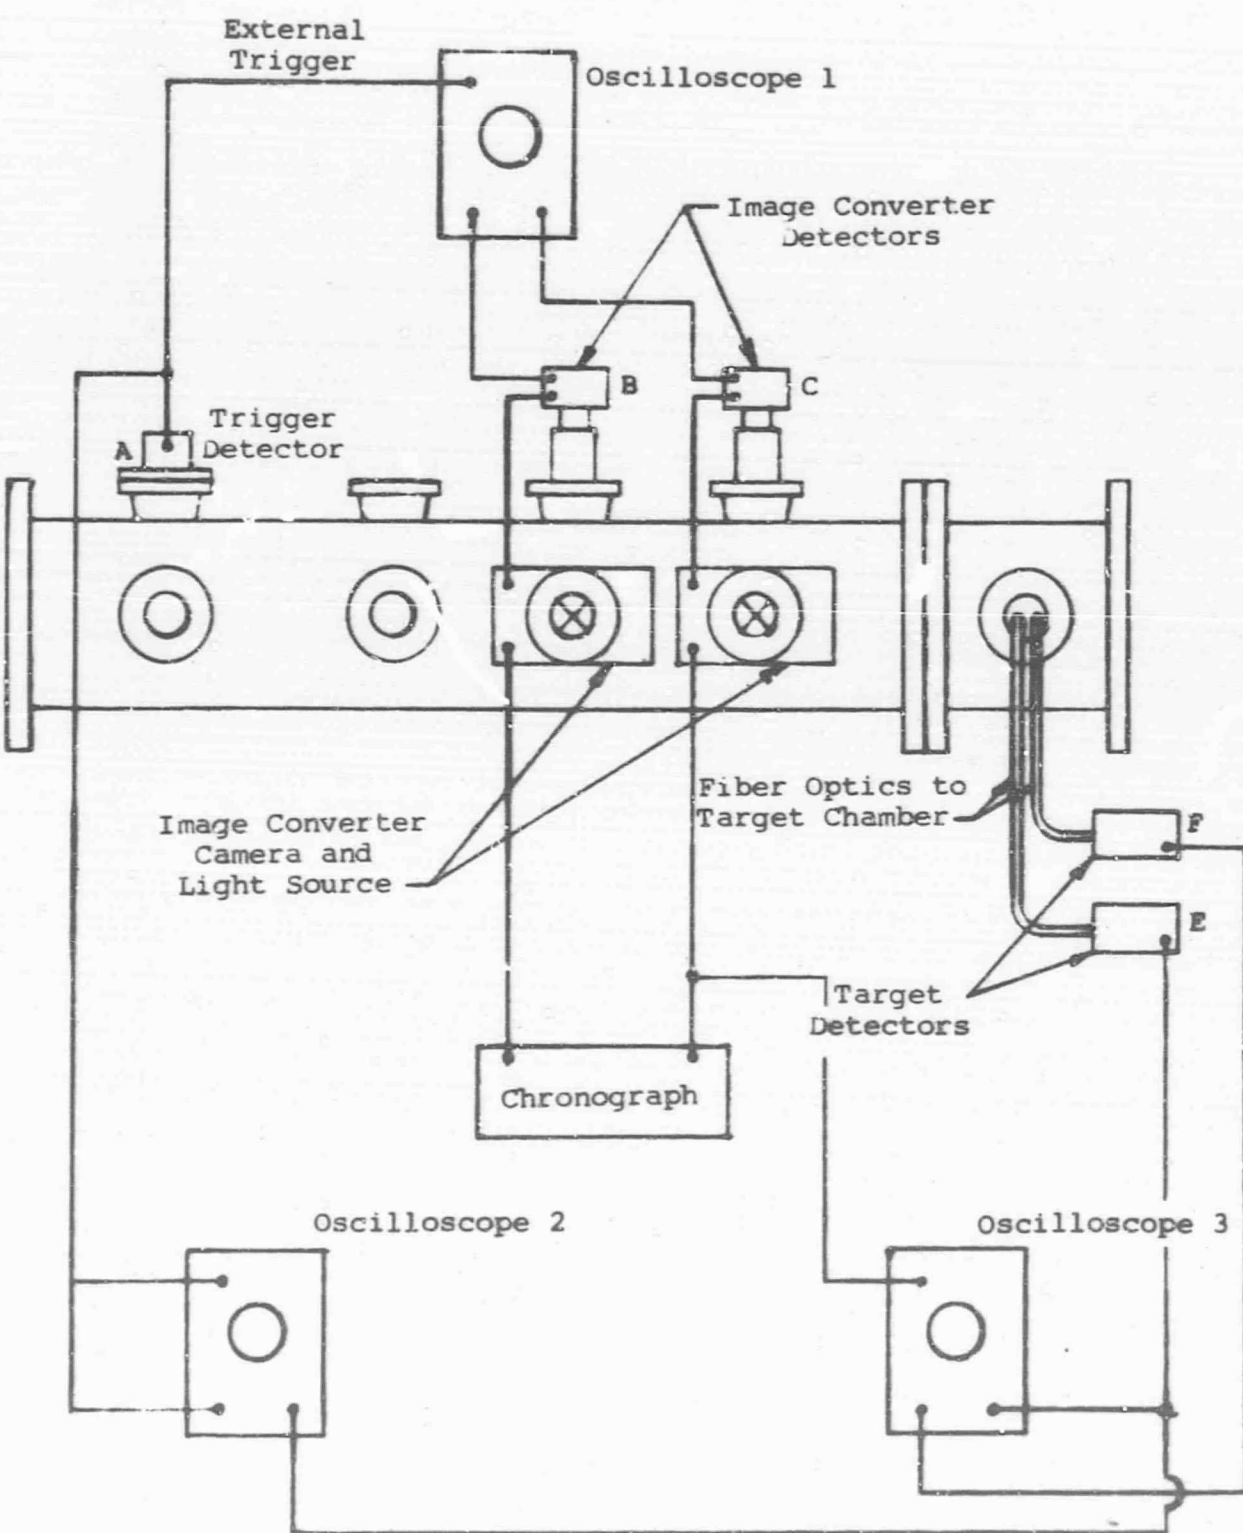 External
Trigger
Oscilloscope 1
Image Converter
Detectors
B
C
Trigger
A
Detector
Fiber Optics to
Target Chamber
Image Converter
Camera and
Light Source
F
E
Target
Detectors
Chronograph
Oscilloscope 2
Oscilloscope 3